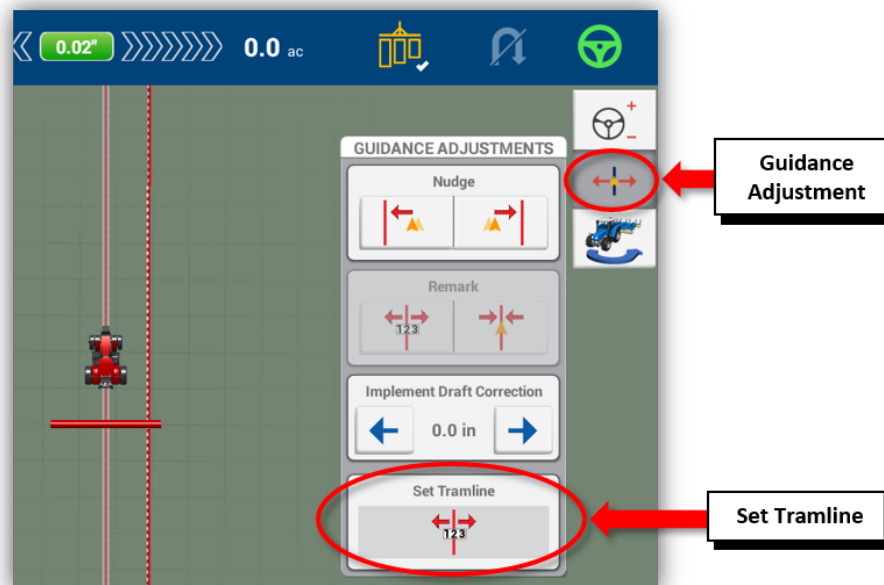 0.02" 0.0 ac
GUIDANCE ADJUSTMENTS
Nudge
Guidance
Adjustment
Remark
123
Implement Draft Correction
0.0 in
Set Tramline
123
Set Tramline